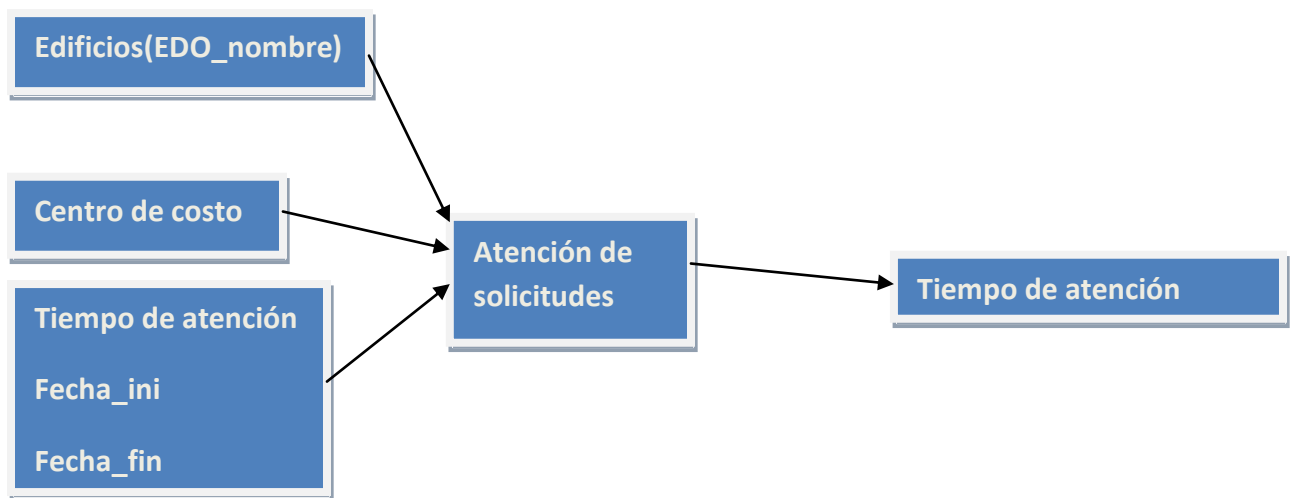 Edificios(EDO_nombre)
Centro de costo
Tiempo de atención
Fecha_ini
Fecha_fin
Atención de
solicitudes
Tiempo de atención